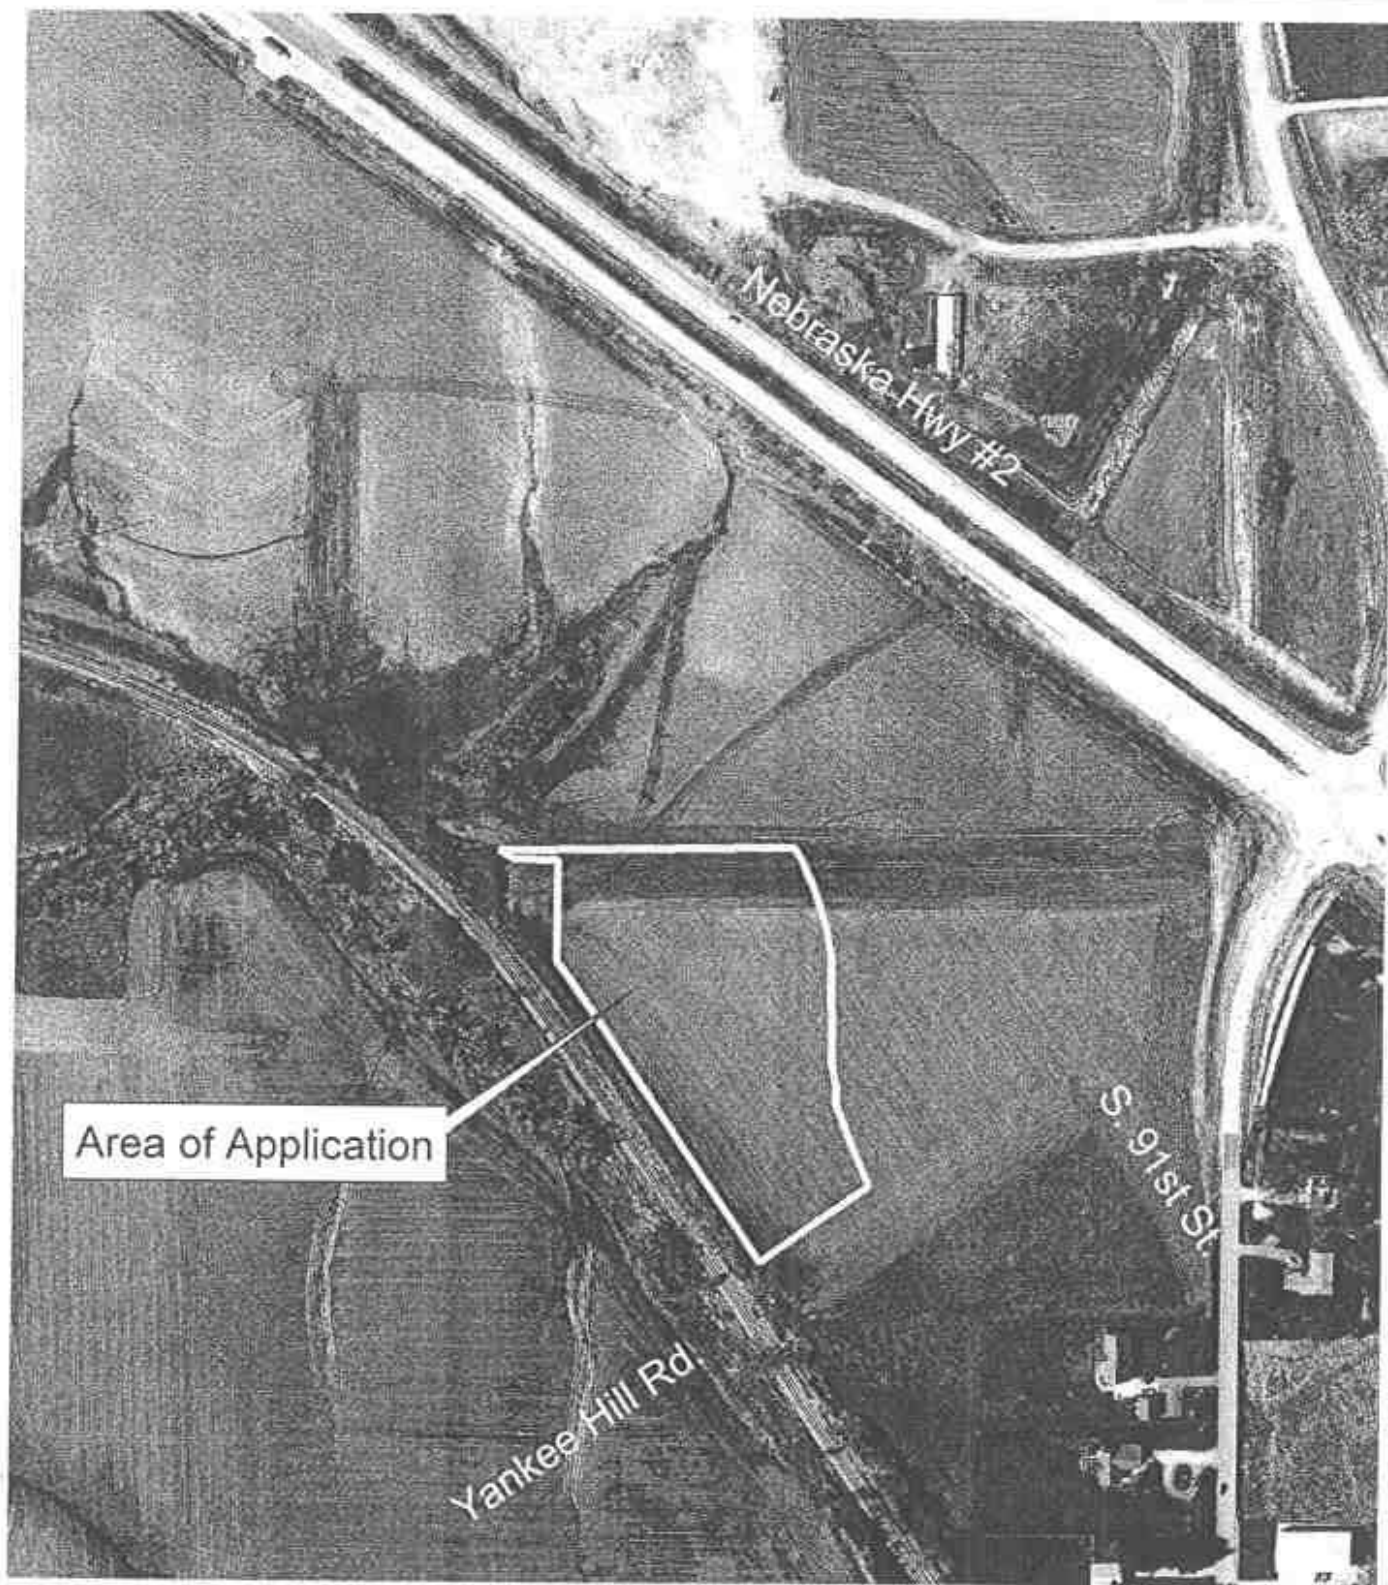 Nebraska Hwy #2
Area of Application
S. 91st St.
Yankee Hill Rd.